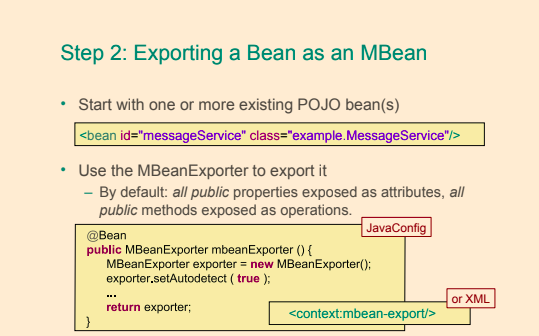 Step 2: Exporting a Bean as an MBean
• Start with one or more existing POJO bean(s)
<bean id="messageService" class="example.MessageService"/>
• Use the MBeanExporter to export it
– By default: all public properties exposed as attributes, all
public methods exposed as operations.
JavaConfig
@Bean
public MBeanExporter mbeanExporter () {
MBeanExporter exporter = new MBeanExporter();
exporter.setAutodetect ( true );
...
return exporter;
}
or XML
<context:mbean-export/>